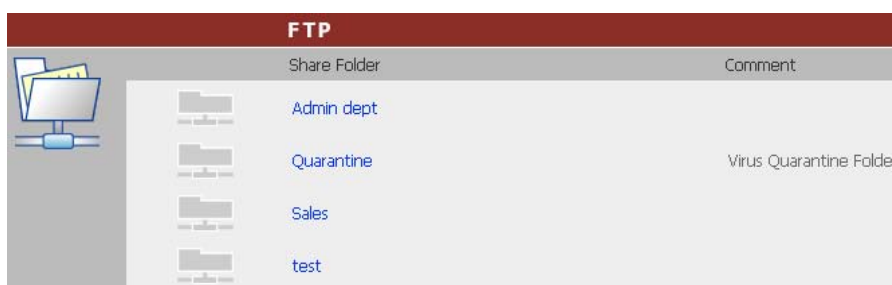 FTP
Share Folder Comment
Admin dept
Quarantine Virus Quarantine Folde
Sales
test